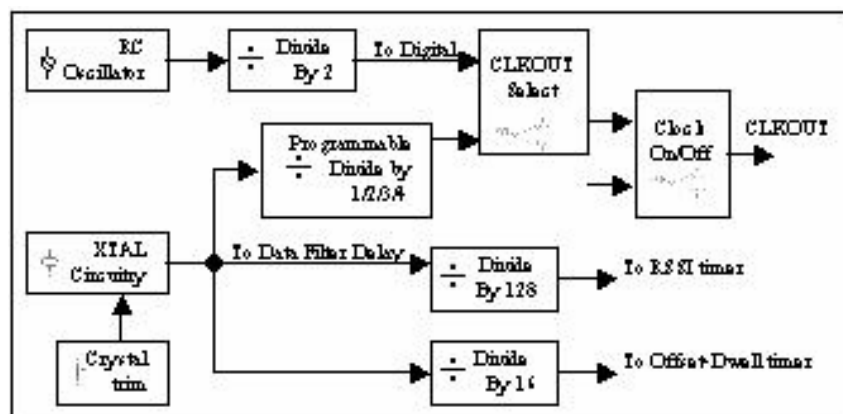 RC
Oscillator
÷ Divide
By 2
To Digital
CLKOUT
Select
Clock
On/Off
CLKOUT
Programmable
÷ Divide by
1/2/3/4
XTAL
Circuitry
To Data Filter Delay
÷ Divide
By 128
To RSSI timer
Crystal
trim
÷ Divide
By 16
To Offset-Dwell timer